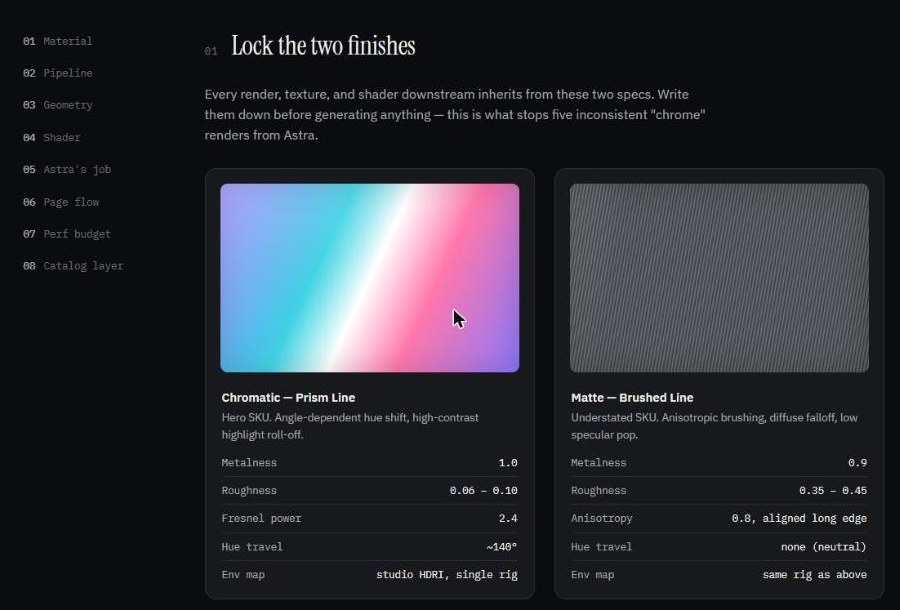 01 Material
02 Pipeline
03 Geometry
04 Shader
05 Astra's job
06 Page flow
07 Perf budget
08 Catalog layer
01 Lock the two finishes
Every render, texture, and shader downstream inherits from these two specs. Write
them down before generating anything — this is what stops five inconsistent "chrome"
renders from Astra.
Chromatic — Prism Line
Hero SKU. Angle-dependent hue shift, high-contrast
highlight roll-off.
Metalness 1.0
Roughness 0.06 – 0.10
Fresnel power 2.4
Hue travel ~140°
Env map studio HDRI, single rig
Matte — Brushed Line
Understated SKU. Anisotropic brushing, diffuse falloff, low
specular pop.
Metalness 0.9
Roughness 0.35 – 0.45
Anisotropy 0.8, aligned long edge
Hue travel none (neutral)
Env map same rig as above